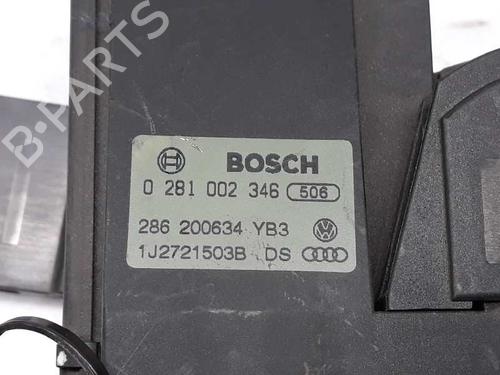 B-PARTS
BOSCH
0 281 002 346 506
286 200634 YB3
1J2721503B DS